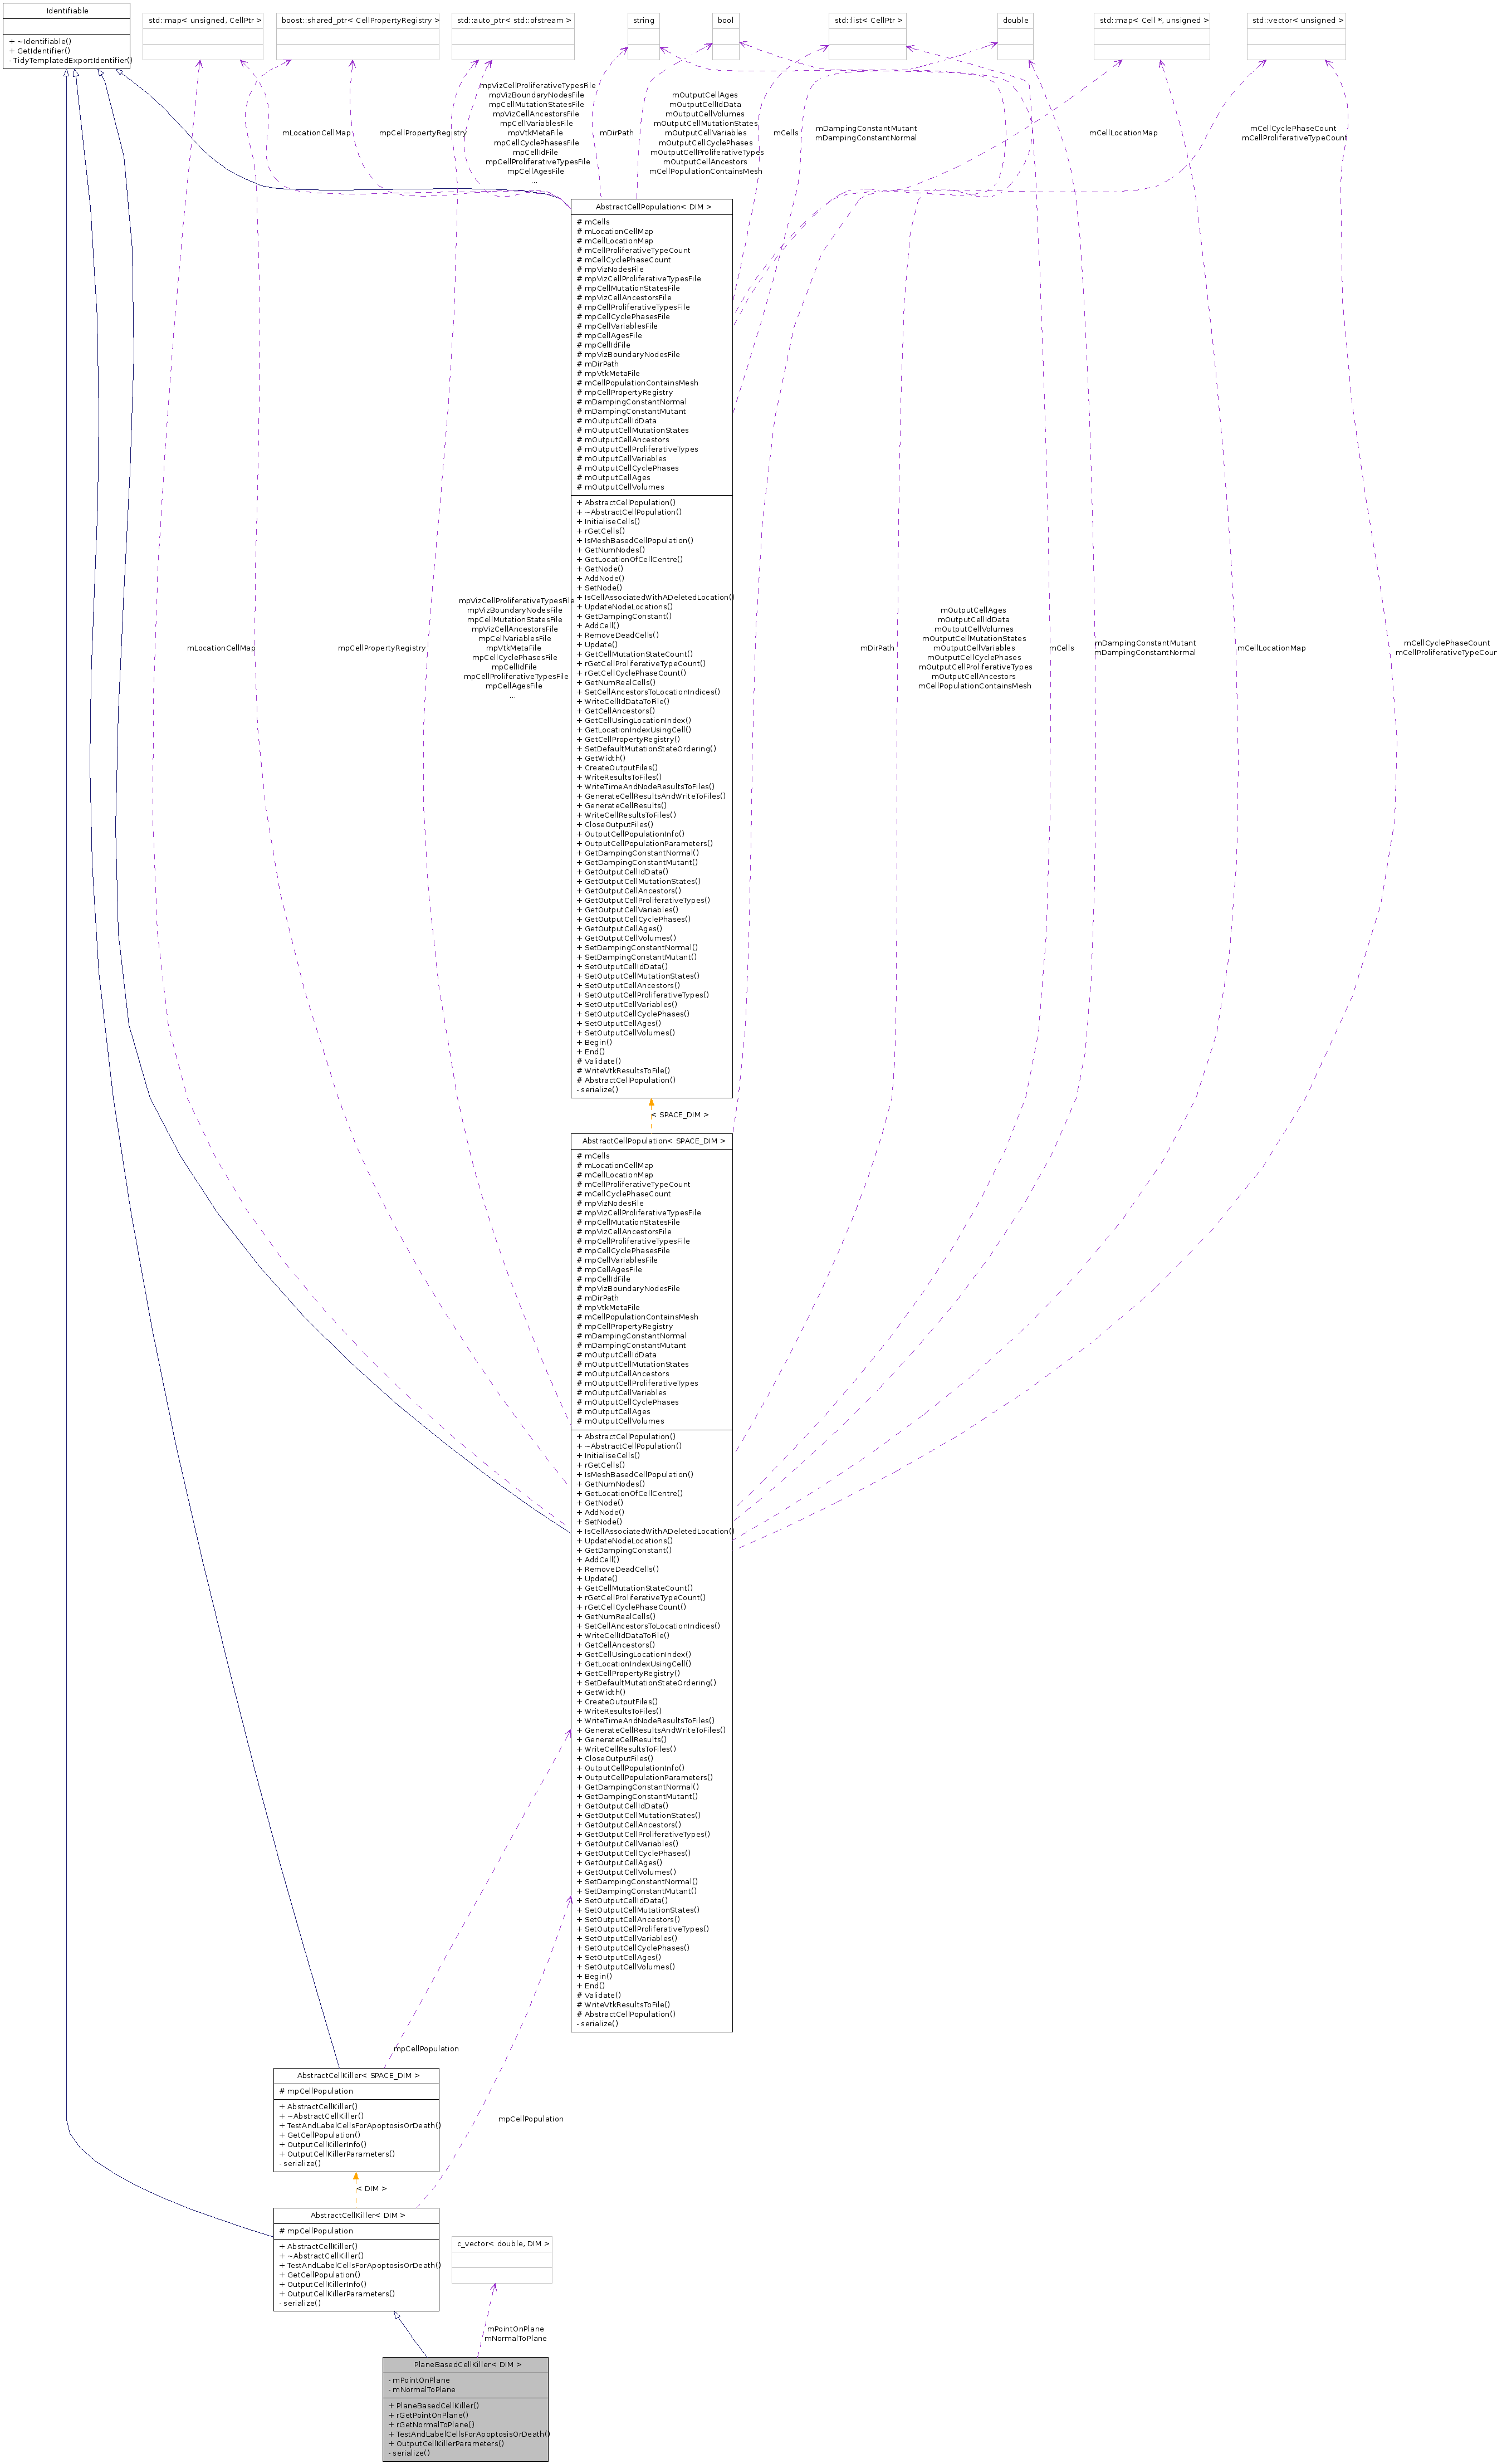 Identifiable
+ ~Identifiable()
+ GetIdentifier()
- TidyTemplatedExportIdentifier()
std::map< unsigned, CellPtr >
boost::shared_ptr< CellPropertyRegistry >
std::auto_ptr< std::ofstream >
string
bool
std::list< CellPtr >
double
std::map< Cell *, unsigned >
std::vector< unsigned >
mLocationCellMap
mpCellPropertyRegistry
mpVizCellProliferativeTypesFile
mpVizBoundaryNodesFile
mpCellMutationStatesFile
mpVizCellAncestorsFile
mpCellVariablesFile
mpVtkMetaFile
mpCellCyclePhasesFile
mpCellIdFile
mpCellProliferativeTypesFile
mpCellAgesFile
...
mDirPath
mOutputCellAges
mOutputCellIdData
mOutputCellVolumes
mOutputCellMutationStates
mOutputCellVariables
mOutputCellCyclePhases
mOutputCellProliferativeTypes
mOutputCellAncestors
mCellPopulationContainsMesh
mCells
mDampingConstantMutant
mDampingConstantNormal
mCellLocationMap
mCellCyclePhaseCount
mCellProliferativeTypeCount
AbstractCellPopulation< DIM >
# mCells
# mLocationCellMap
# mCellLocationMap
# mCellProliferativeTypeCount
# mCellCyclePhaseCount
# mpVizNodesFile
# mpVizCellProliferativeTypesFile
# mpCellMutationStatesFile
# mpVizCellAncestorsFile
# mpCellProliferativeTypesFile
# mpCellCyclePhasesFile
# mpCellVariablesFile
# mpCellAgesFile
# mpCellIdFile
# mpVizBoundaryNodesFile
# mDirPath
# mpVtkMetaFile
# mCellPopulationContainsMesh
# mpCellPropertyRegistry
# mDampingConstantNormal
# mDampingConstantMutant
# mOutputCellIdData
# mOutputCellMutationStates
# mOutputCellAncestors
# mOutputCellProliferativeTypes
# mOutputCellVariables
# mOutputCellCyclePhases
# mOutputCellAges
# mOutputCellVolumes
+ AbstractCellPopulation()
+ ~AbstractCellPopulation()
+ InitialiseCells()
+ rGetCells()
+ IsMeshBasedCellPopulation()
+ GetNumNodes()
+ GetLocationOfCellCentre()
+ GetNode()
+ AddNode()
+ SetNode()
+ IsCellAssociatedWithADeletedLocation()
+ UpdateNodeLocations()
+ GetDampingConstant()
+ AddCell()
+ RemoveDeadCells()
+ Update()
+ GetCellMutationStateCount()
+ rGetCellProliferativeTypeCount()
+ rGetCellCyclePhaseCount()
+ GetNumRealCells()
+ SetCellAncestorsToLocationIndices()
+ WriteCellIdDataToFile()
+ GetCellAncestors()
+ GetCellUsingLocationIndex()
+ GetLocationIndexUsingCell()
+ GetCellPropertyRegistry()
+ SetDefaultMutationStateOrdering()
+ GetWidth()
+ CreateOutputFiles()
+ WriteResultsToFiles()
+ WriteTimeAndNodeResultsToFiles()
+ GenerateCellResultsAndWriteToFiles()
+ GenerateCellResults()
+ WriteCellResultsToFiles()
+ CloseOutputFiles()
+ OutputCellPopulationInfo()
+ OutputCellPopulationParameters()
+ GetDampingConstantNormal()
+ GetDampingConstantMutant()
+ GetOutputCellIdData()
+ GetOutputCellMutationStates()
+ GetOutputCellAncestors()
+ GetOutputCellProliferativeTypes()
+ GetOutputCellVariables()
+ GetOutputCellCyclePhases()
+ GetOutputCellAges()
+ GetOutputCellVolumes()
+ SetDampingConstantNormal()
+ SetDampingConstantMutant()
+ SetOutputCellIdData()
+ SetOutputCellMutationStates()
+ SetOutputCellAncestors()
+ SetOutputCellProliferativeTypes()
+ SetOutputCellVariables()
+ SetOutputCellCyclePhases()
+ SetOutputCellAges()
+ SetOutputCellVolumes()
+ Begin()
+ End()
# Validate()
# WriteVtkResultsToFile()
# AbstractCellPopulation()
- serialize()
mLocationCellMap
mpCellPropertyRegistry
mpVizCellProliferativeTypesFile
mpVizBoundaryNodesFile
mpCellMutationStatesFile
mpVizCellAncestorsFile
mpCellVariablesFile
mpVtkMetaFile
mpCellCyclePhasesFile
mpCellIdFile
mpCellProliferativeTypesFile
mpCellAgesFile
...
mDirPath
mOutputCellAges
mOutputCellIdData
mOutputCellVolumes
mOutputCellMutationStates
mOutputCellVariables
mOutputCellCyclePhases
mOutputCellProliferativeTypes
mOutputCellAncestors
mCellPopulationContainsMesh
mCells
mDampingConstantMutant
mDampingConstantNormal
mCellLocationMap
mCellCyclePhaseCount
mCellProliferativeTypeCoun
< SPACE_DIM >
AbstractCellPopulation< SPACE_DIM >
# mCells
# mLocationCellMap
# mCellLocationMap
# mCellProliferativeTypeCount
# mCellCyclePhaseCount
# mpVizNodesFile
# mpVizCellProliferativeTypesFile
# mpCellMutationStatesFile
# mpVizCellAncestorsFile
# mpCellProliferativeTypesFile
# mpCellCyclePhasesFile
# mpCellVariablesFile
# mpCellAgesFile
# mpCellIdFile
# mpVizBoundaryNodesFile
# mDirPath
# mpVtkMetaFile
# mCellPopulationContainsMesh
# mpCellPropertyRegistry
# mDampingConstantNormal
# mDampingConstantMutant
# mOutputCellIdData
# mOutputCellMutationStates
# mOutputCellAncestors
# mOutputCellProliferativeTypes
# mOutputCellVariables
# mOutputCellCyclePhases
# mOutputCellAges
# mOutputCellVolumes
+ AbstractCellPopulation()
+ ~AbstractCellPopulation()
+ InitialiseCells()
+ rGetCells()
+ IsMeshBasedCellPopulation()
+ GetNumNodes()
+ GetLocationOfCellCentre()
+ GetNode()
+ AddNode()
+ SetNode()
+ IsCellAssociatedWithADeletedLocation()
+ UpdateNodeLocations()
+ GetDampingConstant()
+ AddCell()
+ RemoveDeadCells()
+ Update()
+ GetCellMutationStateCount()
+ rGetCellProliferativeTypeCount()
+ rGetCellCyclePhaseCount()
+ GetNumRealCells()
+ SetCellAncestorsToLocationIndices()
+ WriteCellIdDataToFile()
+ GetCellAncestors()
+ GetCellUsingLocationIndex()
+ GetLocationIndexUsingCell()
+ GetCellPropertyRegistry()
+ SetDefaultMutationStateOrdering()
+ GetWidth()
+ CreateOutputFiles()
+ WriteResultsToFiles()
+ WriteTimeAndNodeResultsToFiles()
+ GenerateCellResultsAndWriteToFiles()
+ GenerateCellResults()
+ WriteCellResultsToFiles()
+ CloseOutputFiles()
+ OutputCellPopulationInfo()
+ OutputCellPopulationParameters()
+ GetDampingConstantNormal()
+ GetDampingConstantMutant()
+ GetOutputCellIdData()
+ GetOutputCellMutationStates()
+ GetOutputCellAncestors()
+ GetOutputCellProliferativeTypes()
+ GetOutputCellVariables()
+ GetOutputCellCyclePhases()
+ GetOutputCellAges()
+ GetOutputCellVolumes()
+ SetDampingConstantNormal()
+ SetDampingConstantMutant()
+ SetOutputCellIdData()
+ SetOutputCellMutationStates()
+ SetOutputCellAncestors()
+ SetOutputCellProliferativeTypes()
+ SetOutputCellVariables()
+ SetOutputCellCyclePhases()
+ SetOutputCellAges()
+ SetOutputCellVolumes()
+ Begin()
+ End()
# Validate()
# WriteVtkResultsToFile()
# AbstractCellPopulation()
- serialize()
mpCellPopulation
AbstractCellKiller< SPACE_DIM >
# mpCellPopulation
+ AbstractCellKiller()
+ ~AbstractCellKiller()
+ TestAndLabelCellsForApoptosisOrDeath()
+ GetCellPopulation()
+ OutputCellKillerInfo()
+ OutputCellKillerParameters()
- serialize()
mpCellPopulation
< DIM >
AbstractCellKiller< DIM >
# mpCellPopulation
+ AbstractCellKiller()
+ ~AbstractCellKiller()
+ TestAndLabelCellsForApoptosisOrDeath()
+ GetCellPopulation()
+ OutputCellKillerInfo()
+ OutputCellKillerParameters()
- serialize()
c_vector< double, DIM >
mPointOnPlane
mNormalToPlane
PlaneBasedCellKiller< DIM >
- mPointOnPlane
- mNormalToPlane
+ PlaneBasedCellKiller()
+ rGetPointOnPlane()
+ rGetNormalToPlane()
+ TestAndLabelCellsForApoptosisOrDeath()
+ OutputCellKillerParameters()
- serialize()